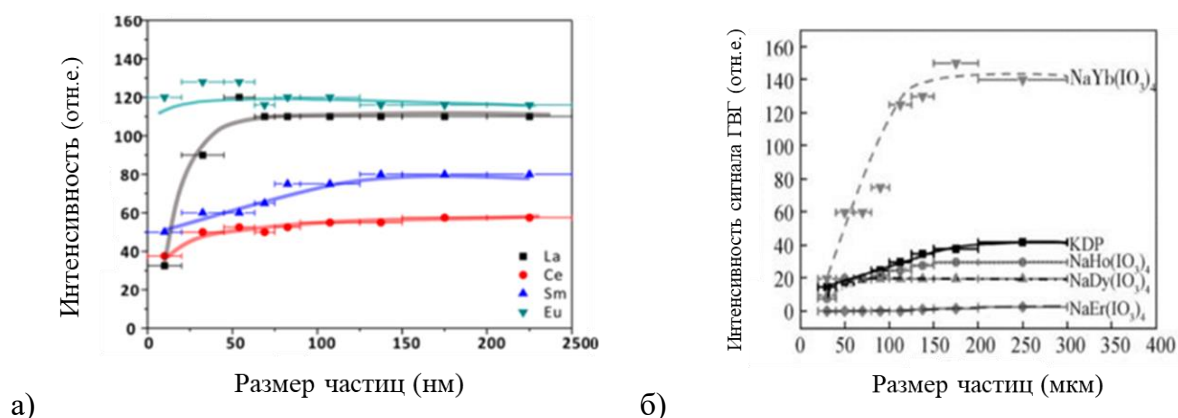 Интенсивность (отн.е.)
160
140
120
100
80
60
40
20
0
0 50 100 150 200 2500
La
Ce
Sm
Eu
Размер частиц (нм)
а)
Интенсивность сигнала ГВГ (отн.е.)
160
140
120
100
80
60
40
20
0
0 50 100 150 200 250 300 400
NaYb(IO₃)₄
KDP
NaHo(IO₃)₄
NaDy(IO₃)₄
NaEr(IO₃)₄
Размер частиц (мкм)
б)